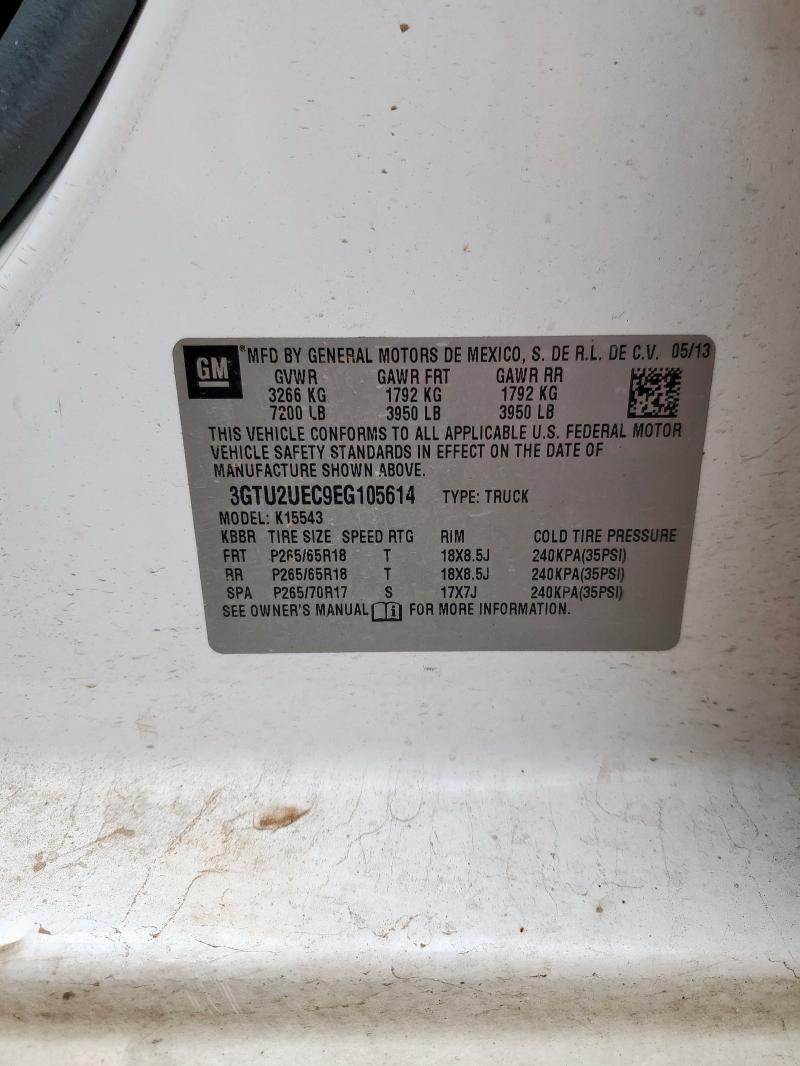 GM
MFD BY GENERAL MOTORS DE MEXICO, S. DE R.L. DE C.V. 05/13
GVWR GAWR FRT GAWR RR
3266 KG 1792 KG 1792 KG
7200 LB 3950 LB 3950 LB
THIS VEHICLE CONFORMS TO ALL APPLICABLE U.S. FEDERAL MOTOR
VEHICLE SAFETY STANDARDS IN EFFECT ON THE DATE OF
MANUFACTURE SHOWN ABOVE.
3GTU2UEC9EG105614 TYPE: TRUCK
MODEL: K15543
KBBR TIRE SIZE SPEED RTG RIM COLD TIRE PRESSURE
FRT P265/65R18 T 18X8.5J 240KPA(35PSI)
RR P265/65R18 T 18X8.5J 240KPA(35PSI)
SPA P265/70R17 S 17X7J 240KPA(35PSI)
SEE OWNER'S MANUAL FOR MORE INFORMATION.